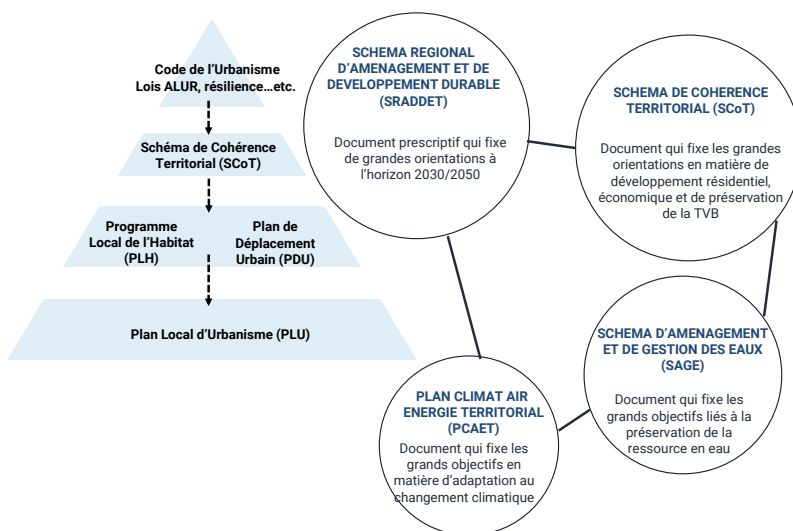 Code de l'Urbanisme
Lois ALUR, résilience…etc.
Schéma de Cohérence
Territorial (SCoT)
Programme
Local de l'Habitat
(PLH)
Plan de
Déplacement
Urbain (PDU)
Plan Local d'Urbanisme (PLU)
SCHEMA REGIONAL
D'AMENAGEMENT ET DE
DEVELOPPEMENT DURABLE
(SRADDET)
Document prescriptif qui fixe
de grandes orientations à
l'horizon 2030/2050
SCHEMA DE COHERENCE
TERRITORIAL (SCoT)
Document qui fixe les grandes
orientations en matière de
développement résidentiel,
économique et de préservation
de la TVB
SCHEMA D'AMENAGEMENT
ET DE GESTION DES EAUX
(SAGE)
Document qui fixe les
grands objectifs liés à la
préservation de la
ressource en eau
PLAN CLIMAT AIR
ENERGIE TERRITORIAL
(PCAET)
Document qui fixe les
grands objectifs en
matière d'adaptation au
changement climatique